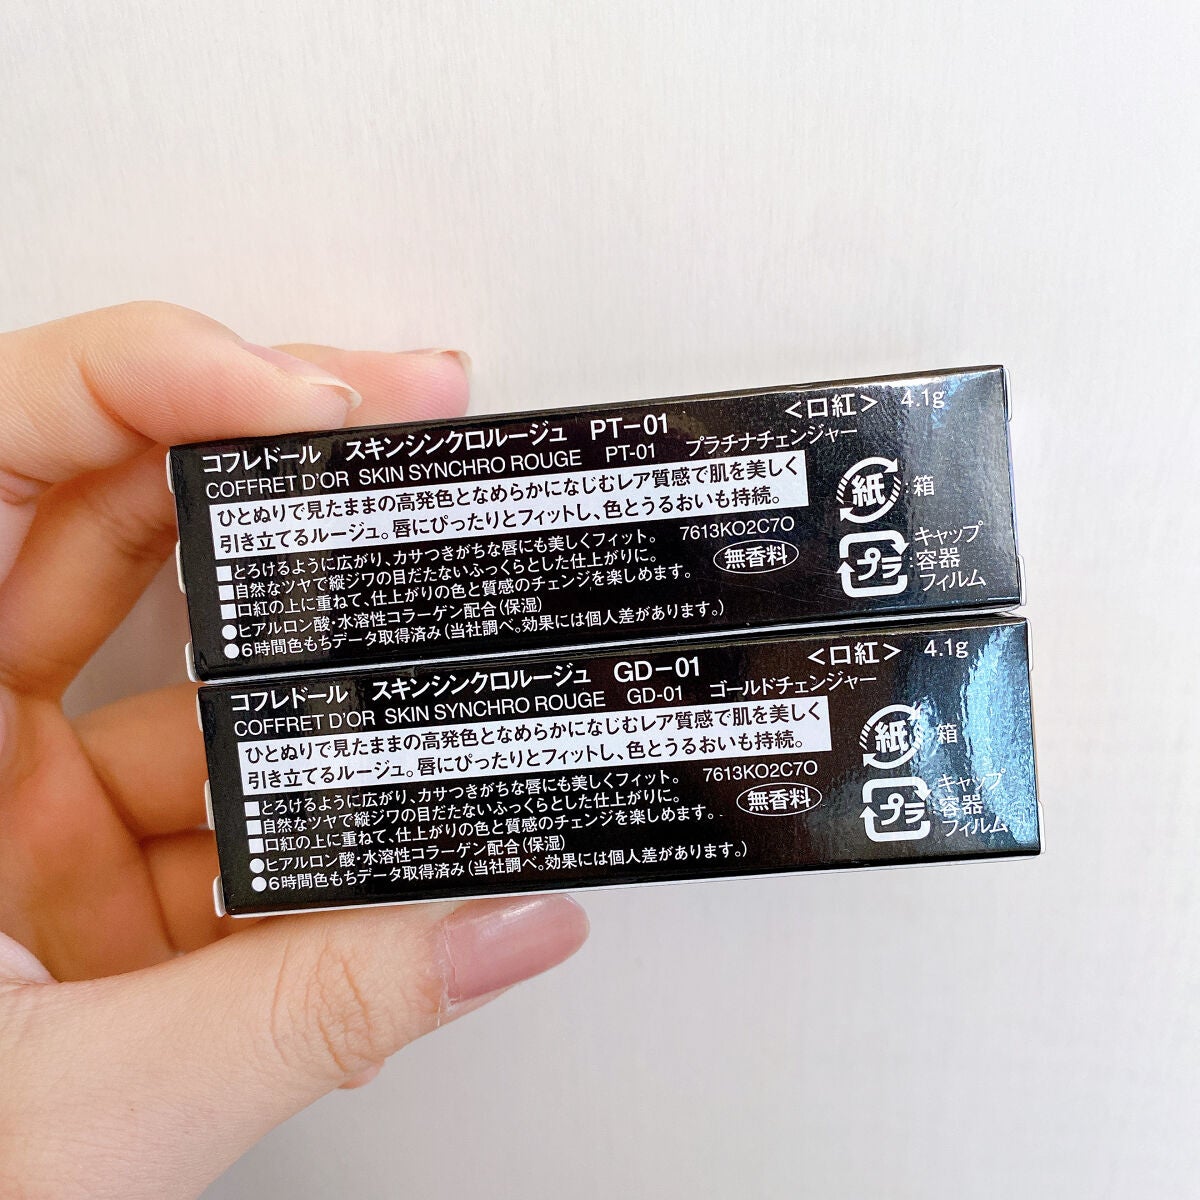 コフレドール スキンシンクロルージュ PT-01 <口紅> 4.1g
COFFRET D'OR SKIN SYNCHRO ROUGE PT-01 プラチナチェンジャー
ひとぬりで見たままの高発色となめらかになじむレア質感で肌を美しく
引き立てるルージュ。唇にぴったりとフィットし、色とうるおいも持続。
■とろけるように広がり、カサつきがちな唇にも美しくフィット。 7613KO2C7O
■自然なツヤで縦ジワの目だたないふっくらとした仕上がりに。 無香料
■口紅の上に重ねて、仕上がりの色と質感のチェンジを楽しめます。
●ヒアルロン酸・水溶性コラーゲン配合(保湿)
●6時間色もちデータ取得済み(当社調べ。効果には個人差があります。)
紙 : 箱
プラ : キャップ
容器
フィルム
コフレドール スキンシンクロルージュ GD-01 <口紅> 4.1g
COFFRET D'OR SKIN SYNCHRO ROUGE GD-01 ゴールドチェンジャー
ひとぬりで見たままの高発色となめらかになじむレア質感で肌を美しく
引き立てるルージュ。唇にぴったりとフィットし、色とうるおいも持続。
■とろけるように広がり、カサつきがちな唇にも美しくフィット。 7613KO2C7O
■自然なツヤで縦ジワの目だたないふっくらとした仕上がりに。 無香料
■口紅の上に重ねて、仕上がりの色と質感のチェンジを楽しめます。
●ヒアルロン酸・水溶性コラーゲン配合(保湿)
●6時間色もちデータ取得済み(当社調べ。効果には個人差があります。)
紙 : 箱
プラ : キャップ
容器
フィルム